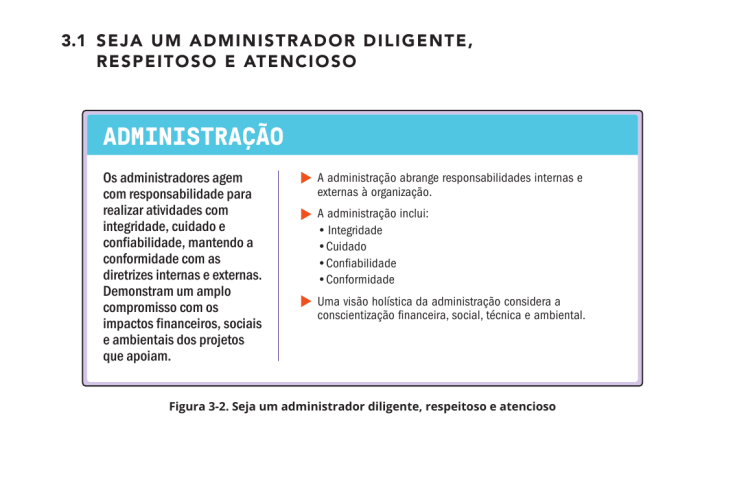 3.1 SEJA UM ADMINISTRADOR DILIGENTE,
RESPEITOSO E ATENCIOSO
ADMINISTRAÇÃO
Os administradores agem
com responsabilidade para
realizar atividades com
integridade, cuidado e
confiabilidade, mantendo a
conformidade com as
diretrizes internas e externas.
Demonstram um amplo
compromisso com os
impactos financeiros, sociais
e ambientais dos projetos
que apoiam.
▶ A administração abrange responsabilidades internas e
externas à organização.
▶ A administração inclui:
• Integridade
• Cuidado
• Confiabilidade
• Conformidade
▶ Uma visão holística da administração considera a
conscientização financeira, social, técnica e ambiental.
Figura 3-2. Seja um administrador diligente, respeitoso e atencioso